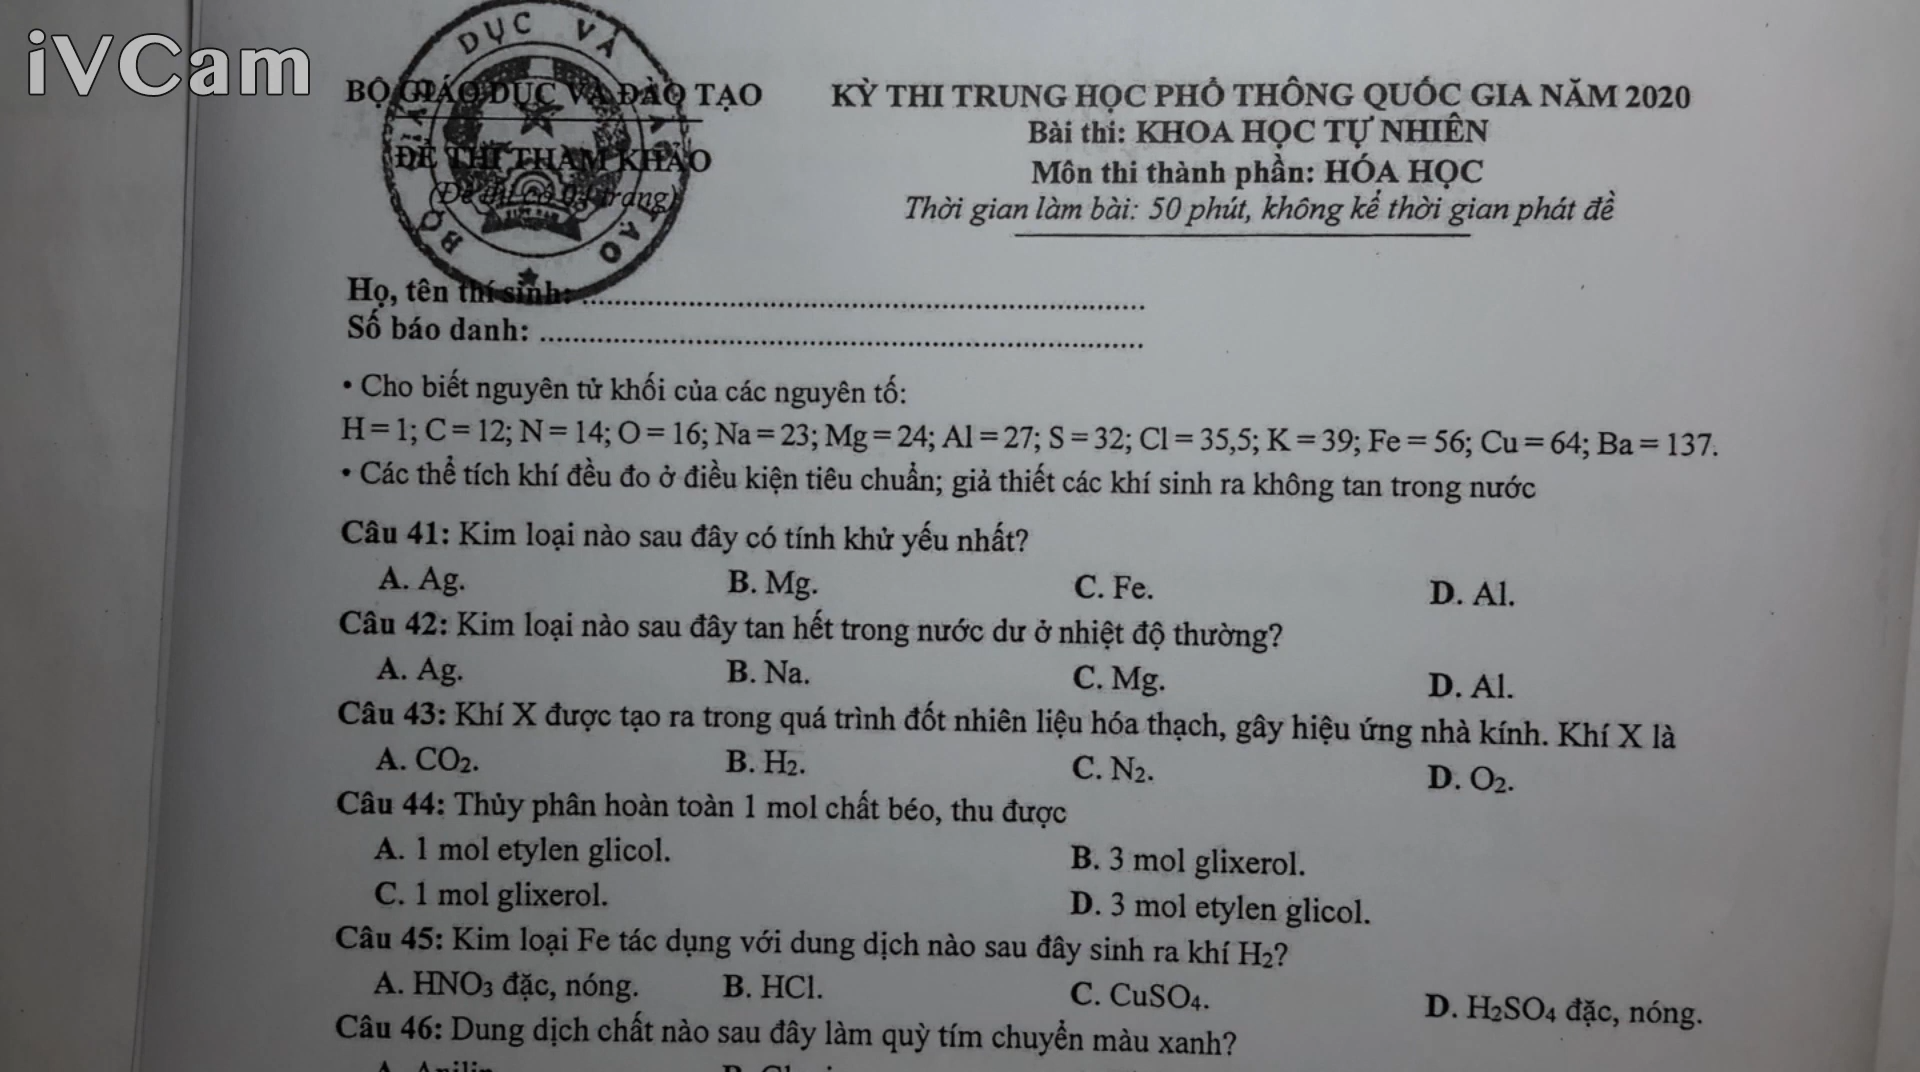 iVCam
DỤC VÀ
BỘ GIÁO DỤC VÀ ĐÀO TẠO
ĐỀ THI THAM KHẢO
(Đề thi có 04 trang)
KỲ THI TRUNG HỌC PHỔ THÔNG QUỐC GIA NĂM 2020
Bài thi: KHOA HỌC TỰ NHIÊN
Môn thi thành phần: HÓA HỌC
Thời gian làm bài: 50 phút, không kể thời gian phát đề
Họ, tên thí sinh:
Số báo danh:
• Cho biết nguyên tử khối của các nguyên tố:
H = 1; C = 12; N = 14; O = 16; Na = 23; Mg = 24; Al = 27; S = 32; Cl = 35,5; K = 39; Fe = 56; Cu = 64; Ba = 137.
• Các thể tích khí đều đo ở điều kiện tiêu chuẩn; giả thiết các khí sinh ra không tan trong nước
Câu 41: Kim loại nào sau đây có tính khử yếu nhất?
A. Ag. B. Mg. C. Fe. D. Al.
Câu 42: Kim loại nào sau đây tan hết trong nước dư ở nhiệt độ thường?
A. Ag. B. Na. C. Mg. D. Al.
Câu 43: Khí X được tạo ra trong quá trình đốt nhiên liệu hóa thạch, gây hiệu ứng nhà kính. Khí X là
A. CO₂. B. H₂. C. N₂. D. O₂.
Câu 44: Thủy phân hoàn toàn 1 mol chất béo, thu được
A. 1 mol etylen glicol. B. 3 mol glixerol.
C. 1 mol glixerol. D. 3 mol etylen glicol.
Câu 45: Kim loại Fe tác dụng với dung dịch nào sau đây sinh ra khí H₂?
A. HNO₃ đặc, nóng. B. HCl. C. CuSO₄. D. H₂SO₄ đặc, nóng.
Câu 46: Dung dịch chất nào sau đây làm quỳ tím chuyển màu xanh?